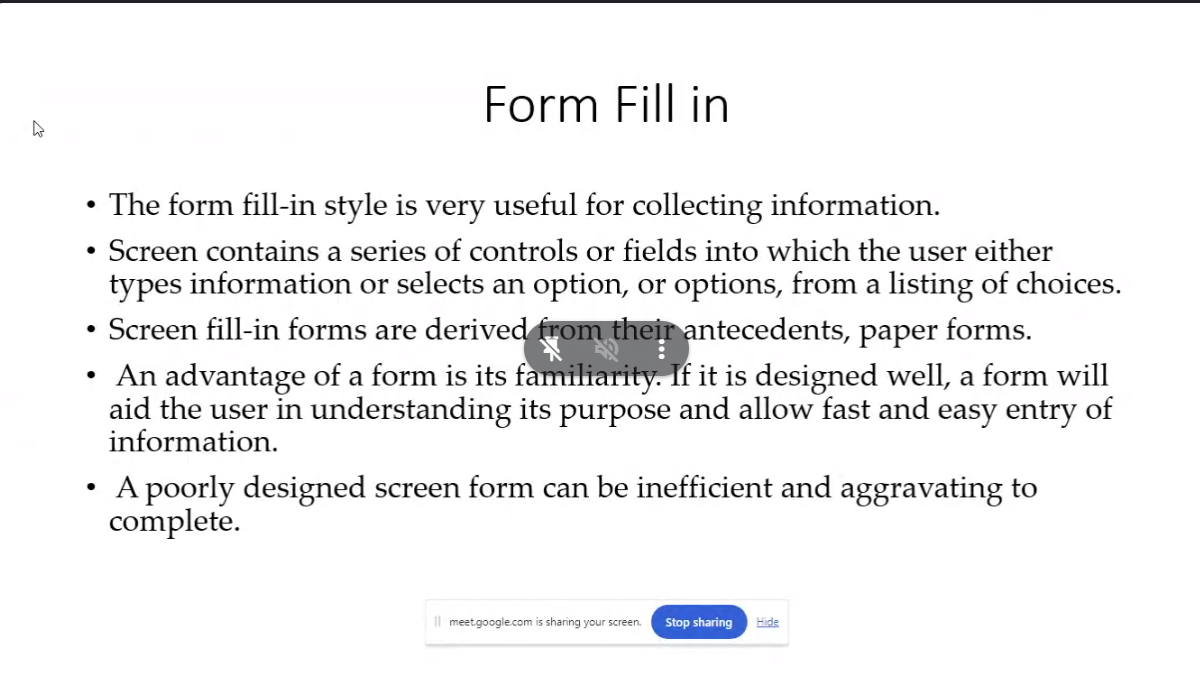 Form Fill in
• The form fill-in style is very useful for collecting information.
• Screen contains a series of controls or fields into which the user either
types information or selects an option, or options, from a listing of choices.
• Screen fill-in forms are derived from their antecedents, paper forms.
• An advantage of a form is its familiarity. If it is designed well, a form will
aid the user in understanding its purpose and allow fast and easy entry of
information.
• A poorly designed screen form can be inefficient and aggravating to
complete.
meet.google.com is sharing your screen. Stop sharing Hide